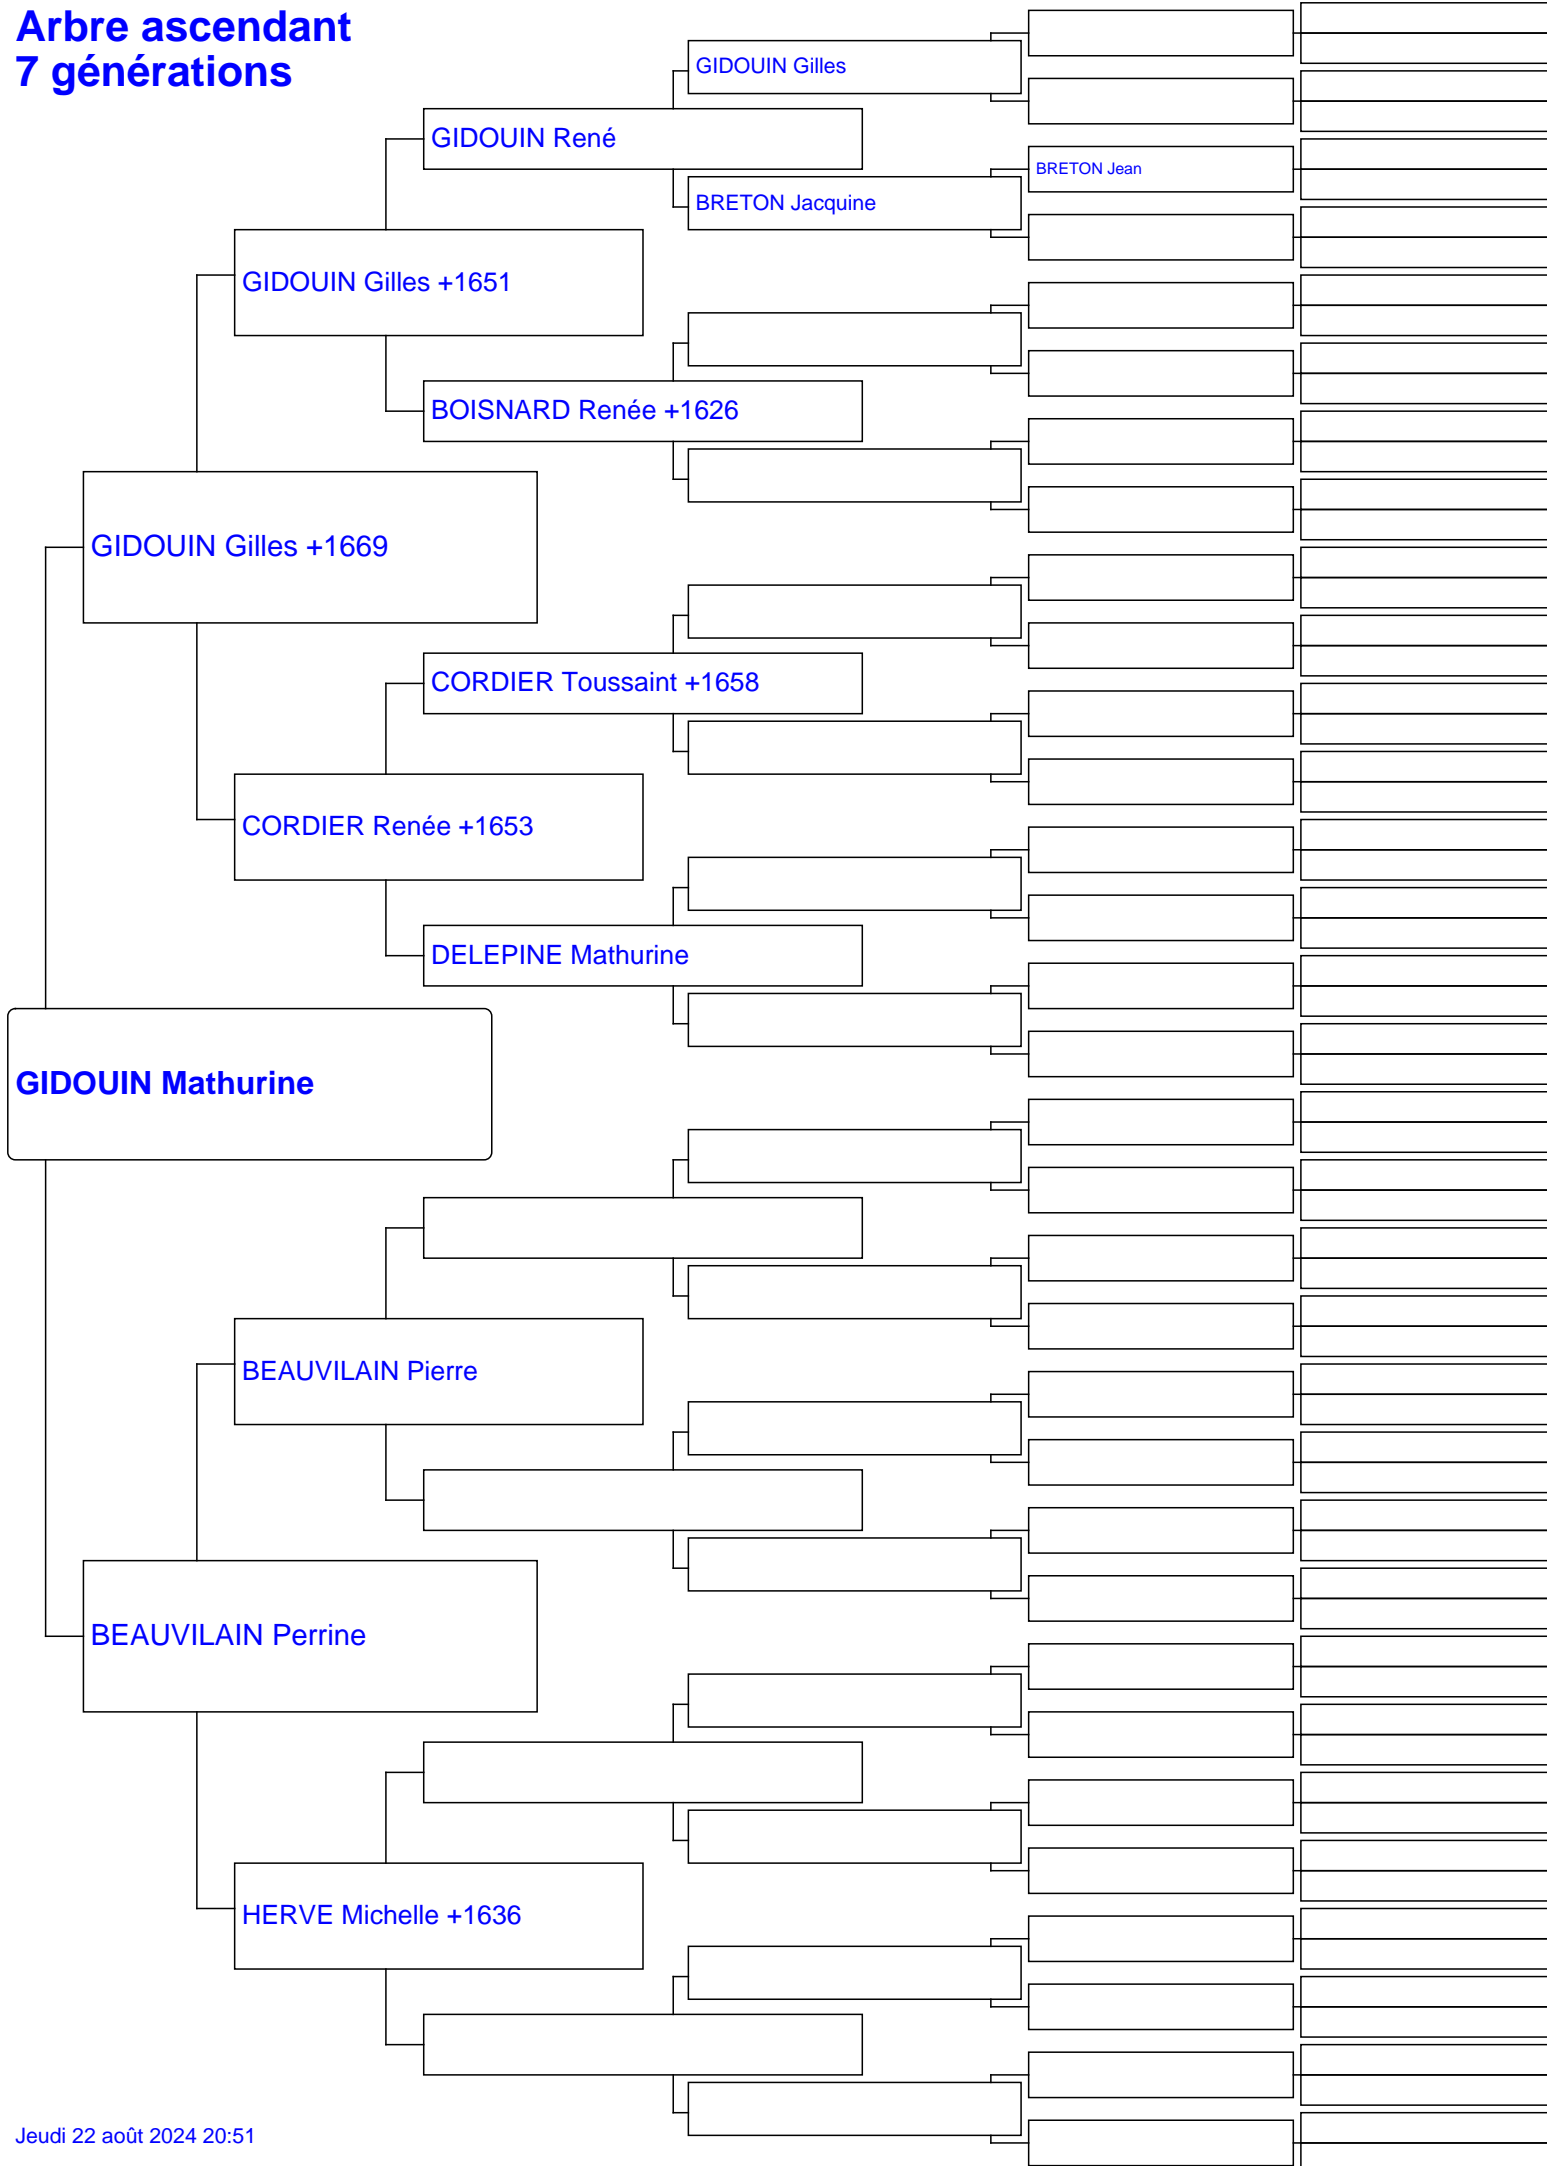 Arbre ascendant
7 générations
GIDOUIN Gilles
GIDOUIN René
BRETON Jean
BRETON Jacquine
GIDOUIN Gilles +1651
BOISNARD Renée +1626
GIDOUIN Gilles +1669
CORDIER Toussaint +1658
CORDIER Renée +1653
DELEPINE Mathurine
GIDOUIN Mathurine
BEAUVILAIN Pierre
BEAUVILAIN Perrine
HERVE Michelle +1636
Jeudi 22 août 2024 20:51